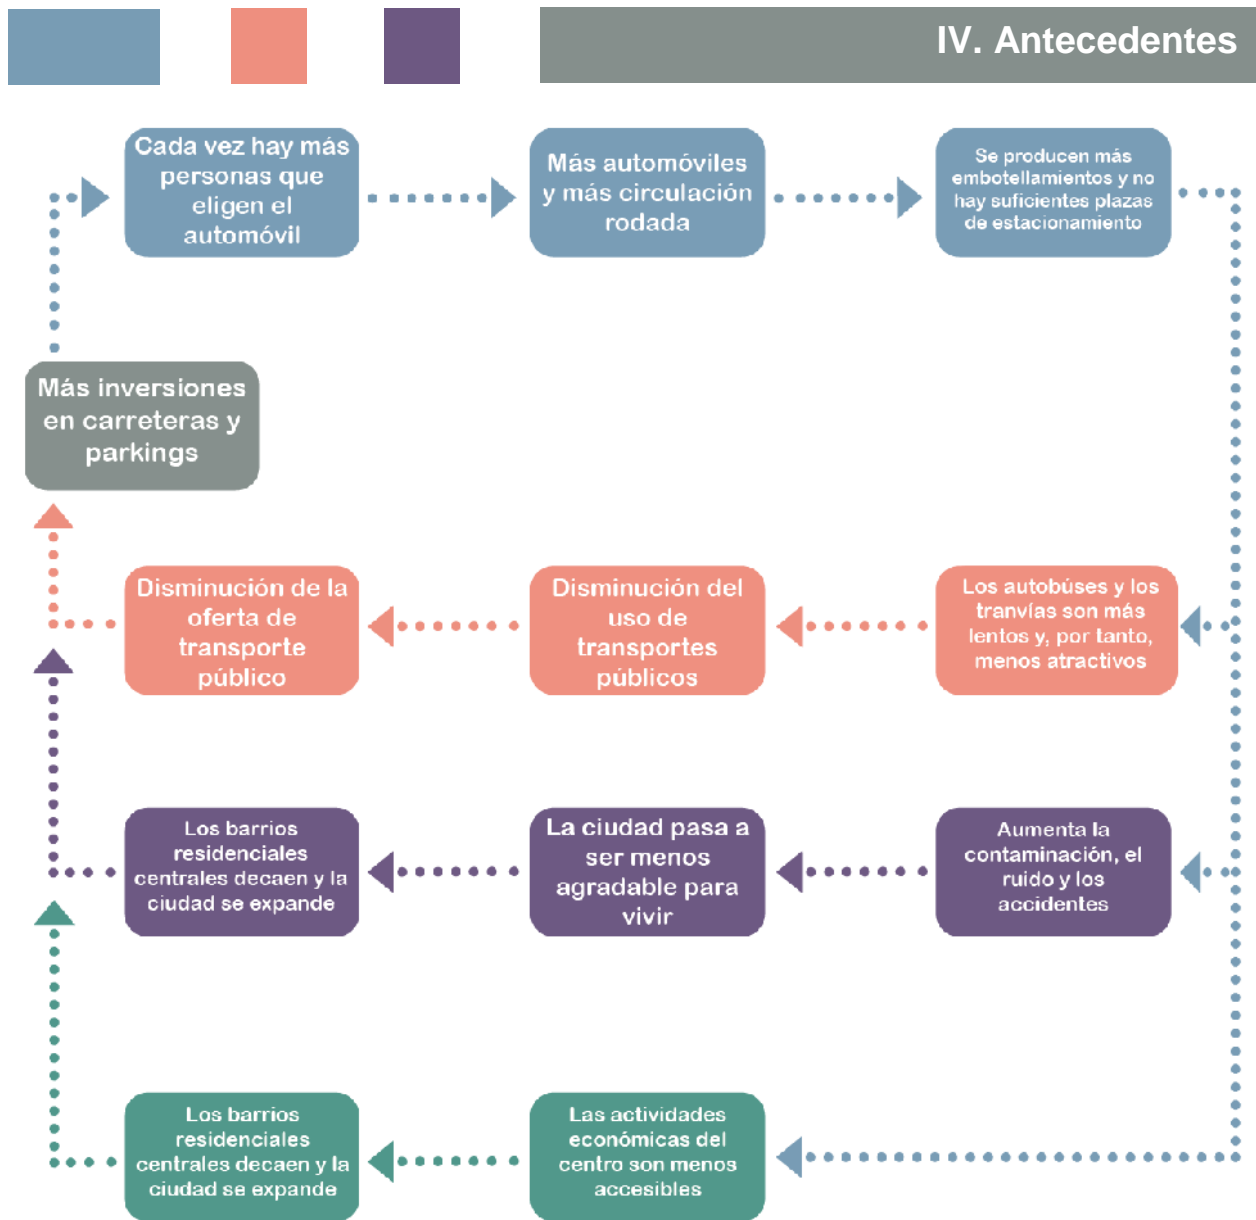 IV. Antecedentes
Cada vez hay más
personas que
eligen el
automóvil
Más automóviles
y más circulación
rodada
Se producen más
embotellamientos y no
hay suficientes plazas
de estacionamiento
Más inversiones
en carreteras y
parkings
Disminución de la
oferta de
transporte
público
Disminución del
uso de
transportes
públicos
Los autobúses y los
tranvías son más
lentos y, por tanto,
menos atractivos
Los barrios
residenciales
centrales decaen y la
ciudad se expande
La ciudad pasa a
ser menos
agradable para
vivir
Aumenta la
contaminación, el
ruido y los
accidentes
Los barrios
residenciales
centrales decaen y la
ciudad se expande
Las actividades
económicas del
centro son menos
accesibles